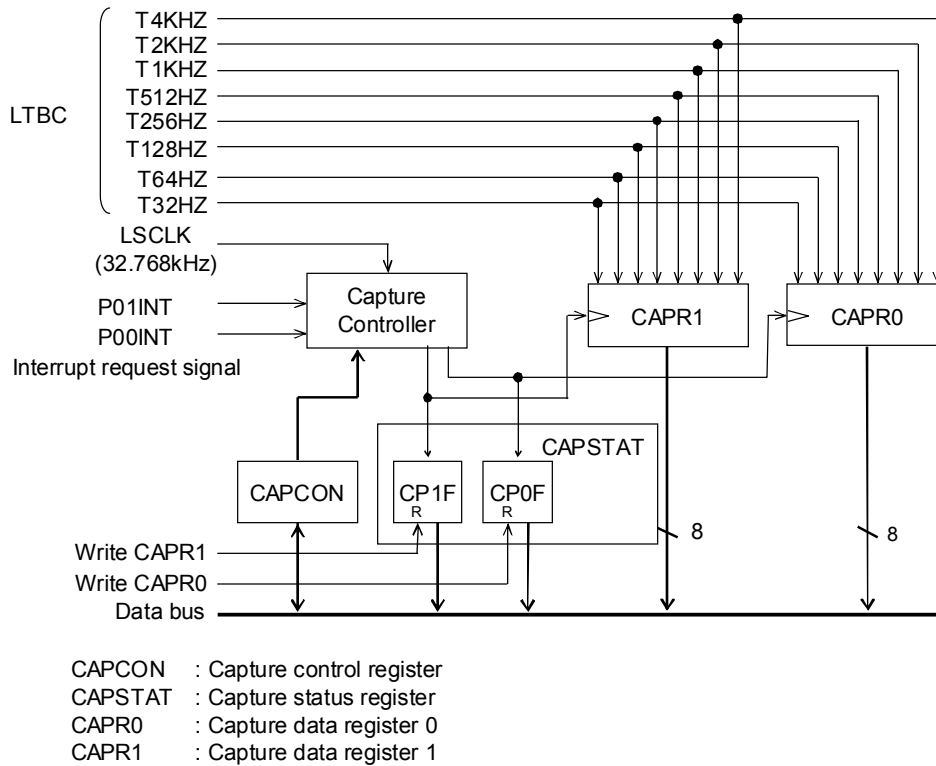 T4KHZ
T2KHZ
T1KHZ
T512HZ
LTBC
T256HZ
T128HZ
T64HZ
T32HZ
LSCLK
(32.768kHz)
P01INT
P00INT
Interrupt request signal
Capture
Controller
CAPR1
CAPR0
CAPSTAT
CAPCON
CP1F
R
CP0F
R
8
8
Write CAPR1
Write CAPR0
Data bus
CAPCON : Capture control register
CAPSTAT : Capture status register
CAPR0 : Capture data register 0
CAPR1 : Capture data register 1